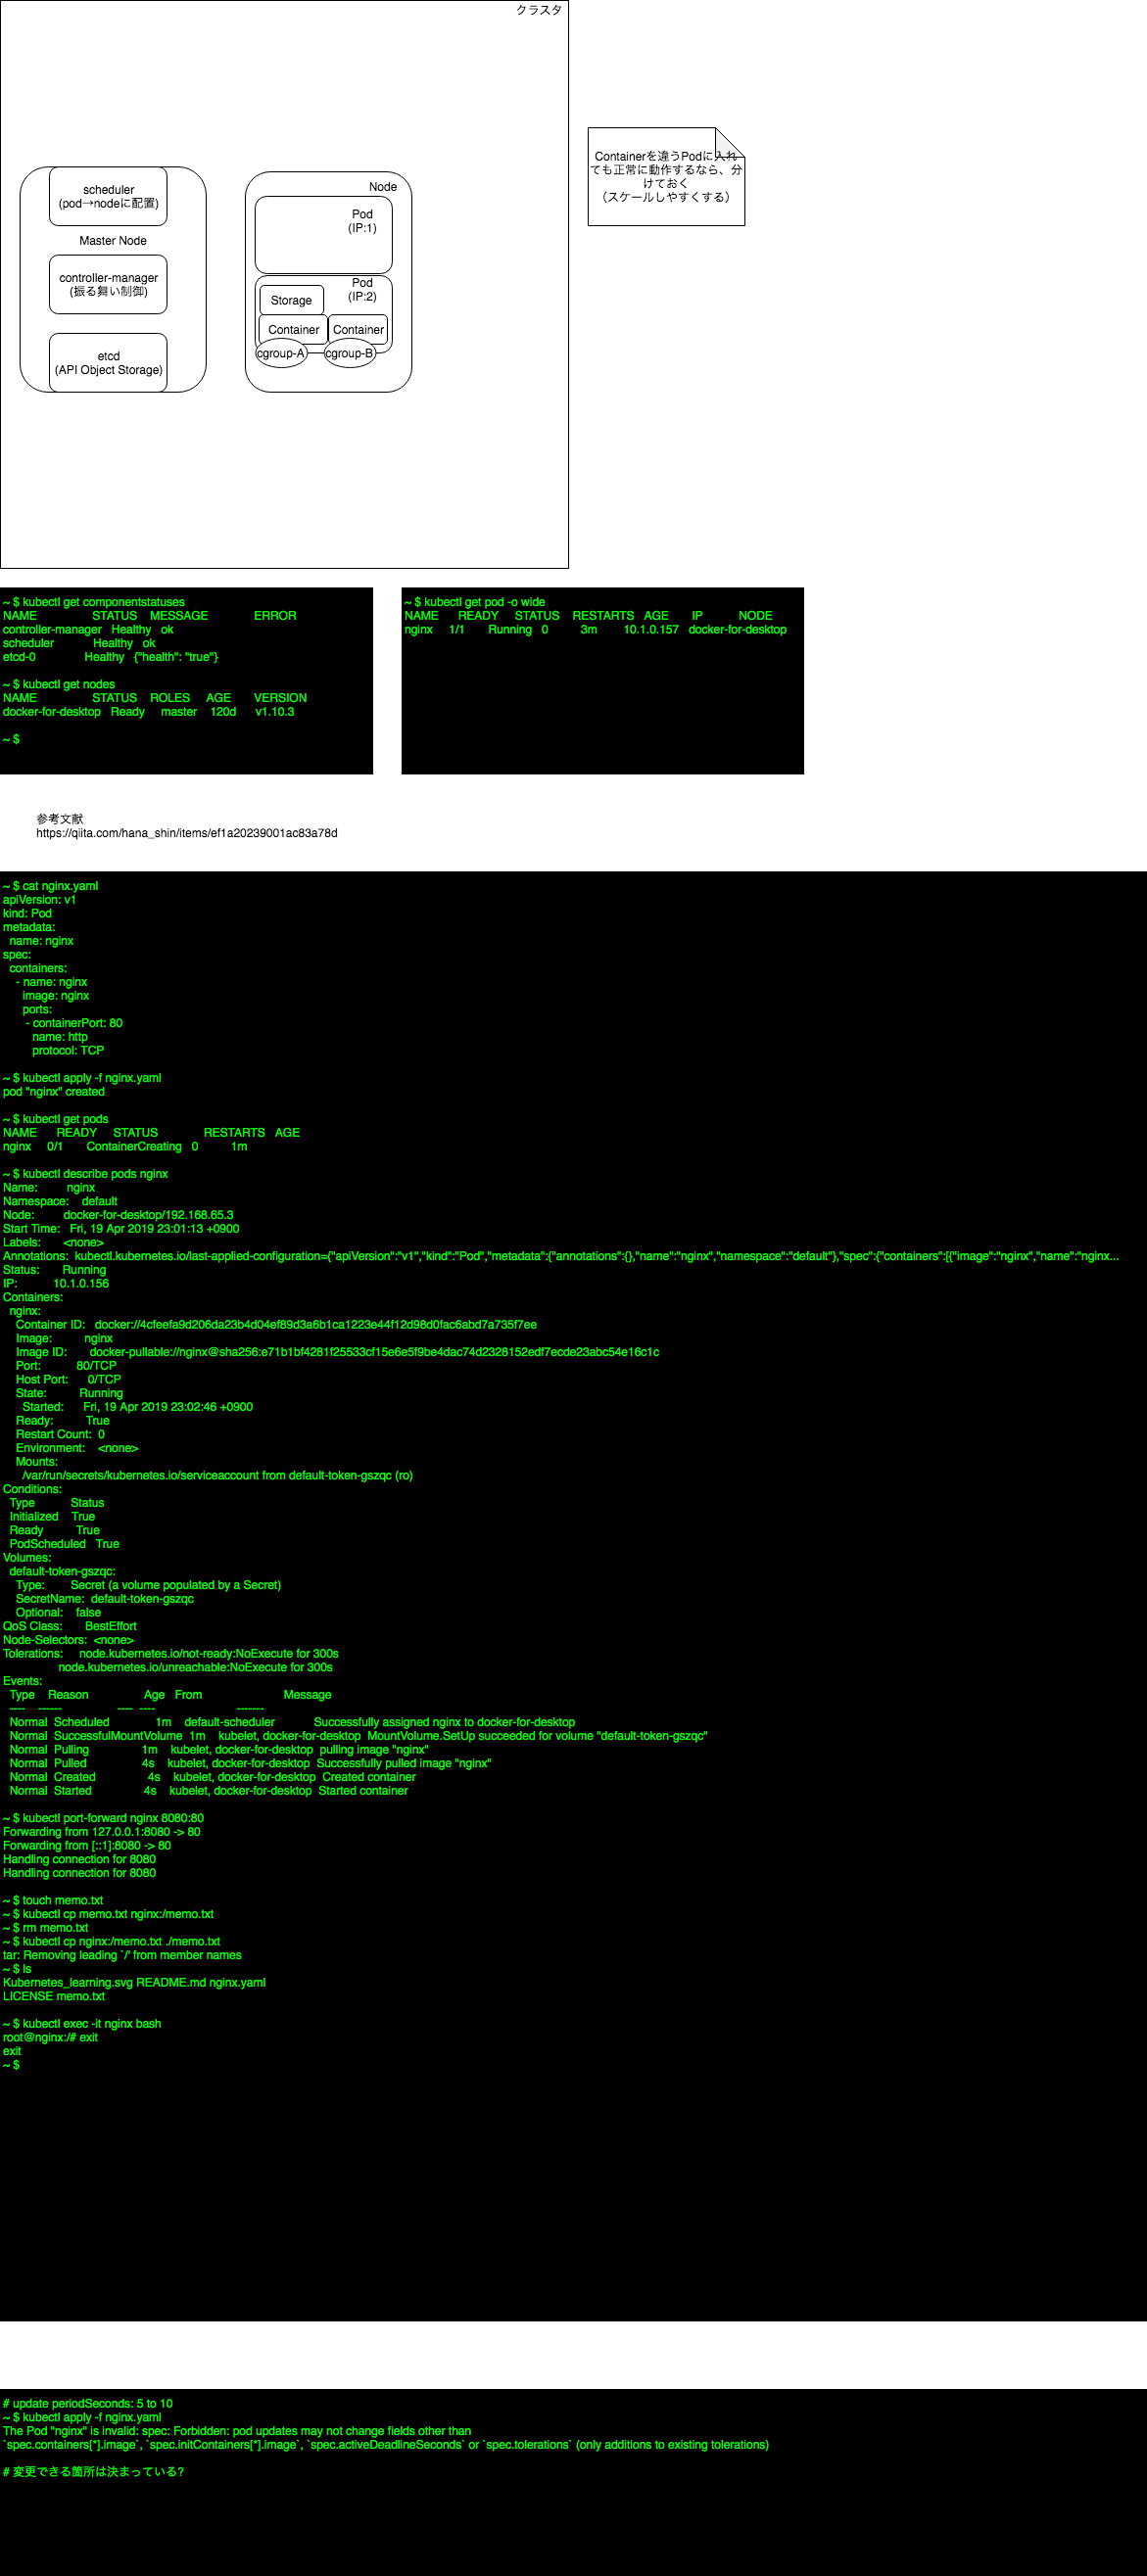 クラスタ
scheduler
(pod→nodeに配置)
Master Node
controller-manager
(振る舞い制御)
etcd
(API Object Storage)
Node
Pod
(IP:1)
Pod
(IP:2)
Storage
Container
Container
cgroup-A
cgroup-B
Containerを違うPodに入れ
ても正常に動作するなら、分
けておく
（スケールしやすくする）
~ $ kubectl get componentstatuses
NAME STATUS MESSAGE ERROR
controller-manager Healthy ok
scheduler Healthy ok
etcd-0 Healthy {"health": "true"}
~ $ kubectl get nodes
NAME STATUS ROLES AGE VERSION
docker-for-desktop Ready master 120d v1.10.3
~ $
~ $ kubectl get pod -o wide
NAME READY STATUS RESTARTS AGE IP NODE
nginx 1/1 Running 0 3m 10.1.0.157 docker-for-desktop
参考文献
https://qiita.com/hana_shin/items/ef1a20239001ac83a78d
~ $ cat nginx.yaml
apiVersion: v1
kind: Pod
metadata:
  name: nginx
spec:
  containers:
    - name: nginx
      image: nginx
      ports:
       - containerPort: 80
         name: http
         protocol: TCP
~ $ kubectl apply -f nginx.yaml
pod "nginx" created
~ $ kubectl get pods
NAME READY STATUS RESTARTS AGE
nginx 0/1 ContainerCreating 0 1m
~ $ kubectl describe pods nginx
Name: nginx
Namespace: default
Node: docker-for-desktop/192.168.65.3
Start Time: Fri, 19 Apr 2019 23:01:13 +0900
Labels: <none>
Annotations: kubectl.kubernetes.io/last-applied-configuration={"apiVersion":"v1","kind":"Pod","metadata":{"annotations":{},"name":"nginx","namespace":"default"},"spec":{"containers":[{"image":"nginx","name":"nginx...
Status: Running
IP: 10.1.0.156
Containers:
  nginx:
    Container ID: docker://4cfeefa9d206da23b4d04ef89d3a6b1ca1223e44f12d98d0fac6abd7a735f7ee
    Image: nginx
    Image ID: docker-pullable://nginx@sha256:e71b1bf4281f25533cf15e6e5f9be4dac74d2328152edf7ecde23abc54e16c1c
    Port: 80/TCP
    Host Port: 0/TCP
    State: Running
      Started: Fri, 19 Apr 2019 23:02:46 +0900
    Ready: True
    Restart Count: 0
    Environment: <none>
    Mounts:
      /var/run/secrets/kubernetes.io/serviceaccount from default-token-gszqc (ro)
Conditions:
  Type Status
  Initialized True
  Ready True
  PodScheduled True
Volumes:
  default-token-gszqc:
    Type: Secret (a volume populated by a Secret)
    SecretName: default-token-gszqc
    Optional: false
QoS Class: BestEffort
Node-Selectors: <none>
Tolerations: node.kubernetes.io/not-ready:NoExecute for 300s
                 node.kubernetes.io/unreachable:NoExecute for 300s
Events:
  Type Reason Age From Message
  ---- ------ ---- ---- -------
  Normal Scheduled 1m default-scheduler Successfully assigned nginx to docker-for-desktop
  Normal SuccessfulMountVolume 1m kubelet, docker-for-desktop MountVolume.SetUp succeeded for volume "default-token-gszqc"
  Normal Pulling 1m kubelet, docker-for-desktop pulling image "nginx"
  Normal Pulled 4s kubelet, docker-for-desktop Successfully pulled image "nginx"
  Normal Created 4s kubelet, docker-for-desktop Created container
  Normal Started 4s kubelet, docker-for-desktop Started container
~ $ kubectl port-forward nginx 8080:80
Forwarding from 127.0.0.1:8080 -> 80
Forwarding from [::1]:8080 -> 80
Handling connection for 8080
Handling connection for 8080
~ $ touch memo.txt
~ $ kubectl cp memo.txt nginx:/memo.txt
~ $ rm memo.txt
~ $ kubectl cp nginx:/memo.txt ./memo.txt
tar: Removing leading `/' from member names
~ $ ls
Kubernetes_learning.svg README.md nginx.yaml
LICENSE memo.txt
~ $ kubectl exec -it nginx bash
root@nginx:/# exit
exit
~ $
# update periodSeconds: 5 to 10
~ $ kubectl apply -f nginx.yaml
The Pod "nginx" is invalid: spec: Forbidden: pod updates may not change fields other than
`spec.containers[*].image`, `spec.initContainers[*].image`, `spec.activeDeadlineSeconds` or `spec.tolerations` (only additions to existing tolerations)
# 変更できる箇所は決まっている?